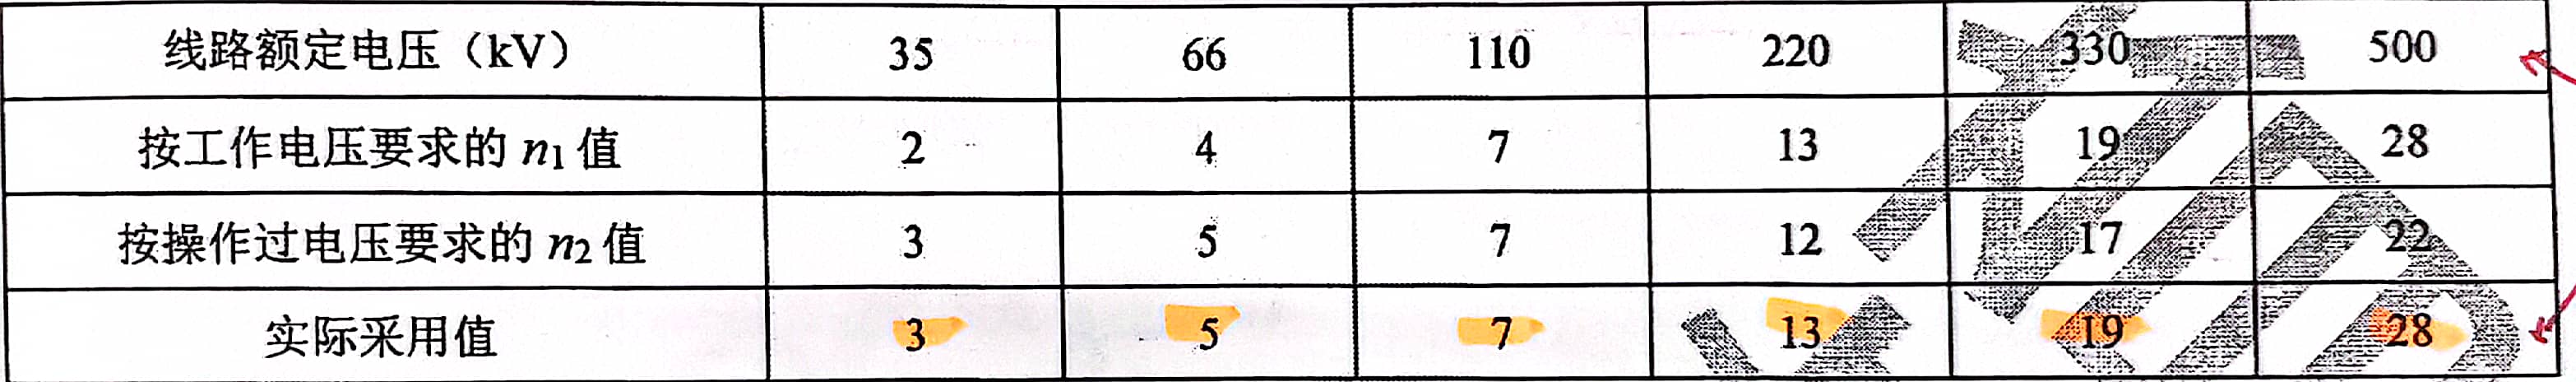 线路额定电压（kV） 35 66 110 220 330 500
按工作电压要求的 n1 值 2 4 7 13 19 28
按操作过电压要求的 n2 值 3 5 7 12 17 22
实际采用值 3 5 7 13 19 28